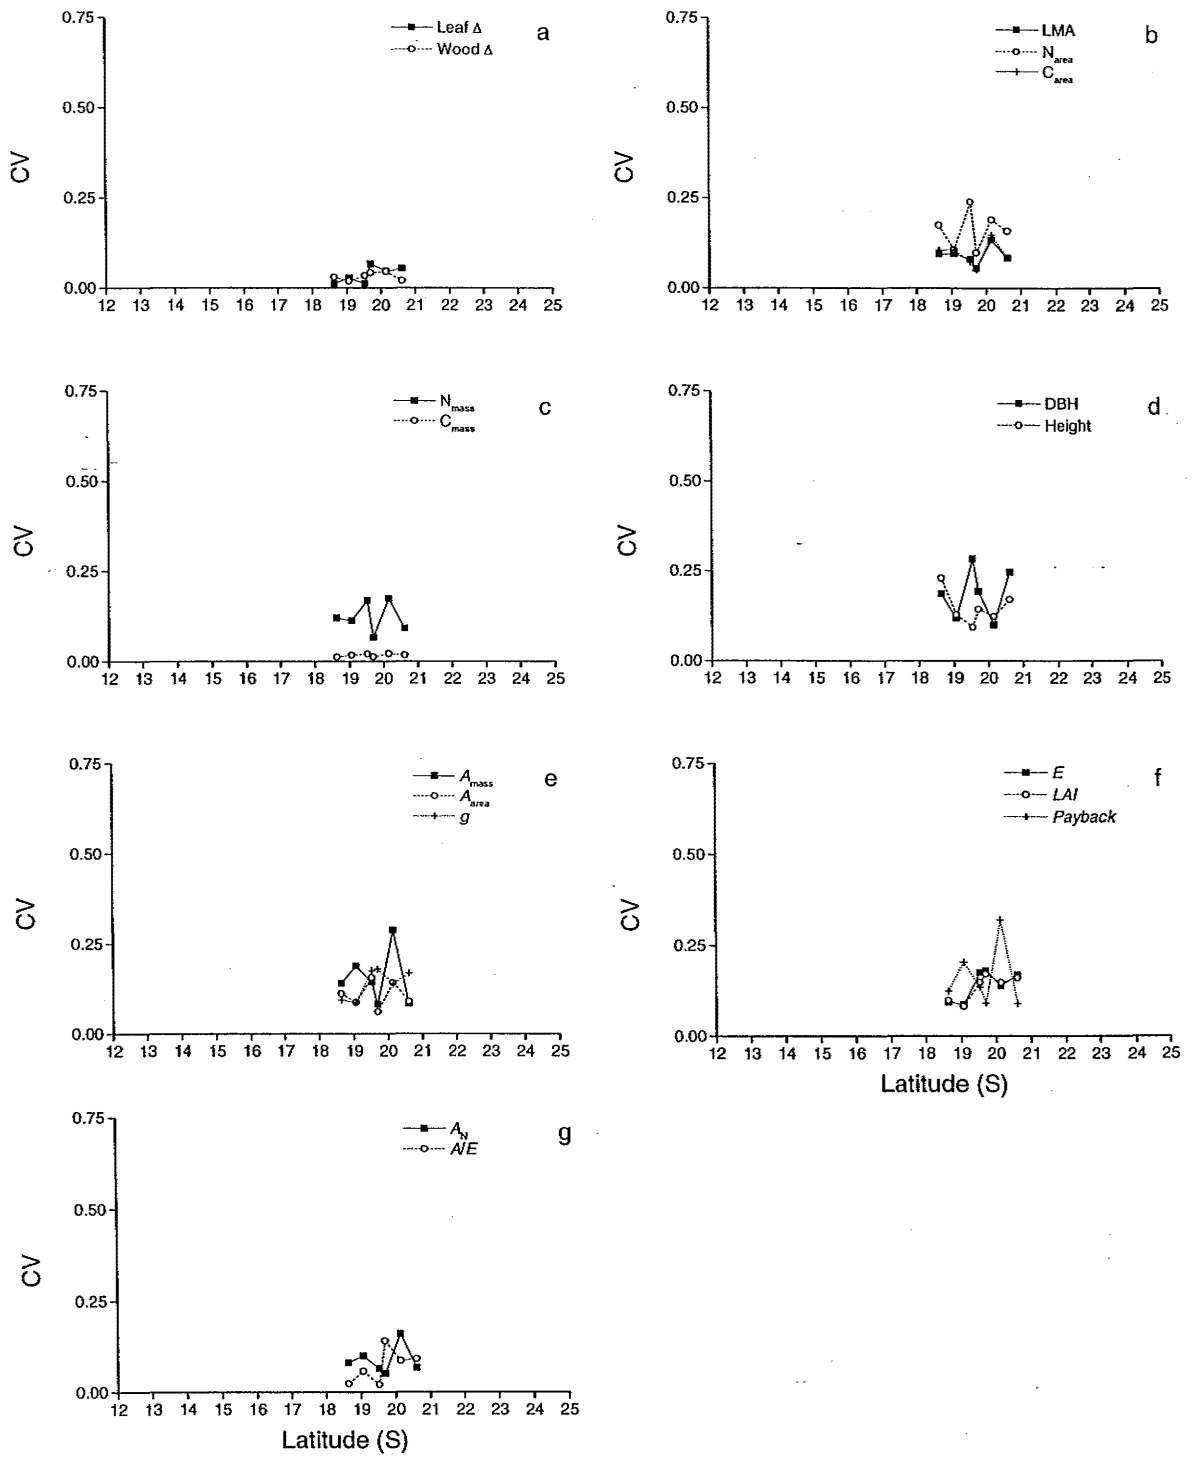 0.75
0.50
0.25
0.00
CV
Leaf Δ
Wood Δ
a
12 13 14 15 16 17 18 19 20 21 22 23 24 25
0.75
0.50
0.25
0.00
CV
LMA
N area
C area
b
12 13 14 15 16 17 18 19 20 21 22 23 24 25
0.75
0.50
0.25
0.00
CV
N mass
C mass
c
12 13 14 15 16 17 18 19 20 21 22 23 24 25
0.75
0.50
0.25
0.00
CV
DBH
Height
d
12 13 14 15 16 17 18 19 20 21 22 23 24 25
0.75
0.50
0.25
0.00
CV
A mass
A area
g
e
12 13 14 15 16 17 18 19 20 21 22 23 24 25
0.75
0.50
0.25
0.00
CV
E
LAI
Payback
f
12 13 14 15 16 17 18 19 20 21 22 23 24 25
Latitude (S)
0.75
0.50
0.25
0.00
CV
A N
A/E
g
12 13 14 15 16 17 18 19 20 21 22 23 24 25
Latitude (S)